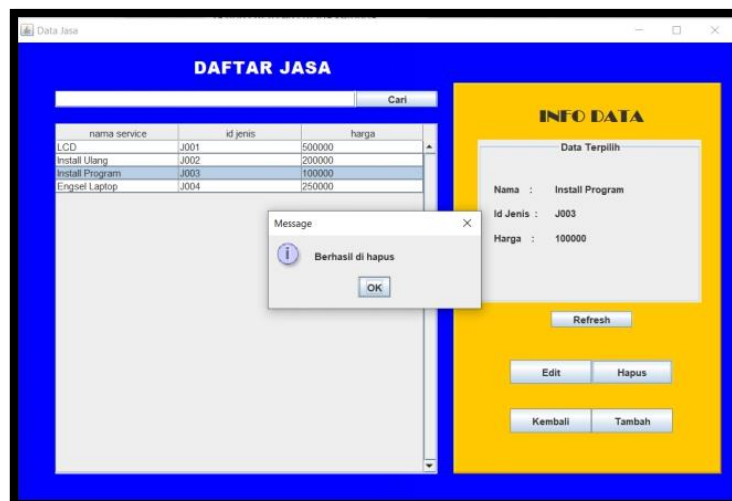 Data Jasa
DAFTAR JASA
Cari
nama service id jenis harga
LCD J001 500000
Install Ulang J002 200000
Install Program J003 100000
Engsel Laptop J004 250000
INFO DATA
Data Terpilih
Nama : Install Program
Id Jenis : J003
Harga : 100000
Message
Berhasil di hapus
OK
Refresh
Edit Hapus
Kembali Tambah